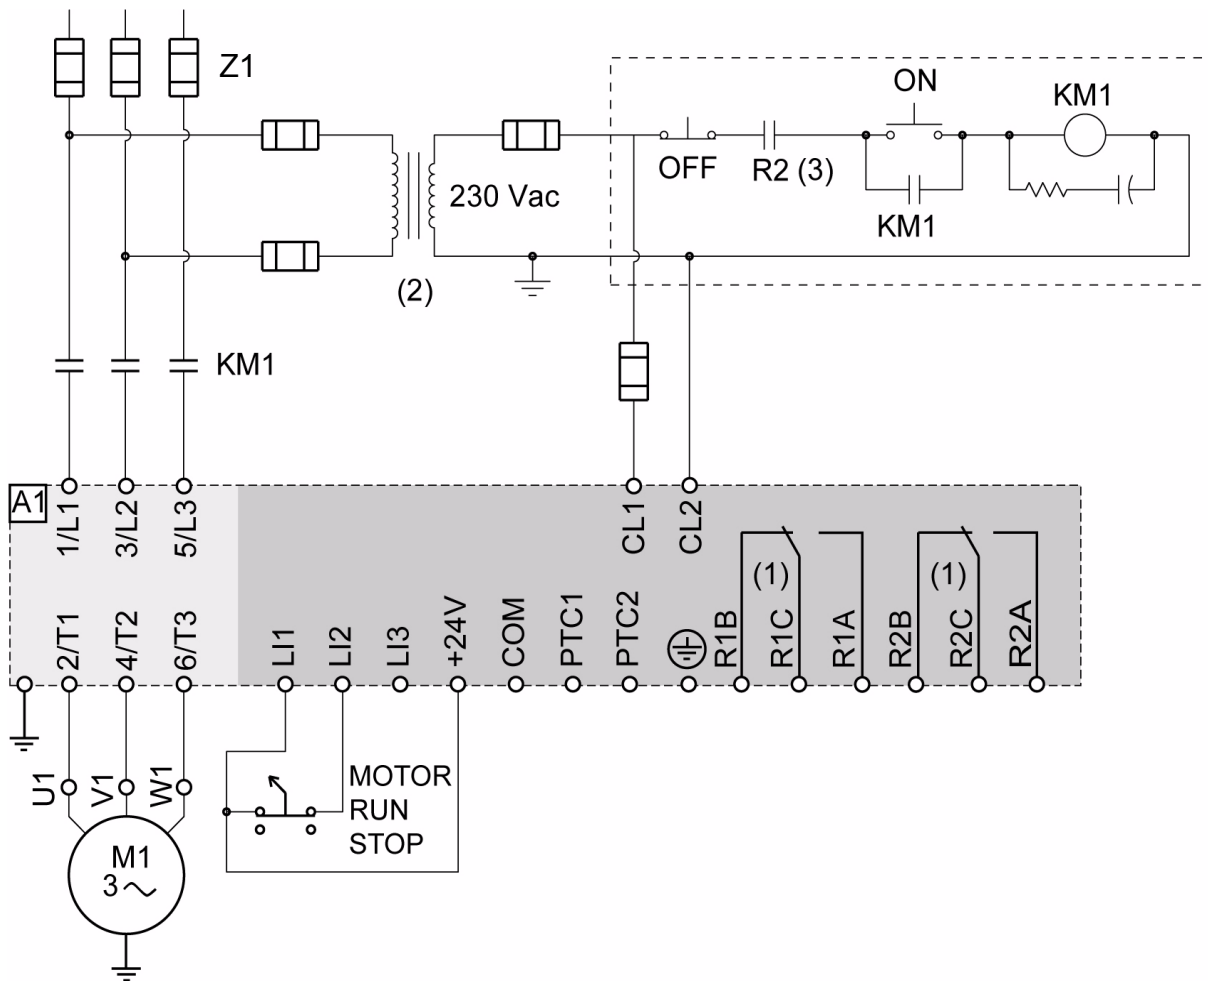 Z1
ON
KM1
OFF
R2 (3)
230 Vac
KM1
(2)
KM1
A1
1/L1
3/L2
5/L3
CL1
CL2
(1)
(1)
2/T1
4/T2
6/T3
LI1
LI2
LI3
+24V
COM
PTC1
PTC2
R1B
R1C
R1A
R2B
R2C
R2A
U1
V1
W1
MOTOR
RUN
STOP
M1
3